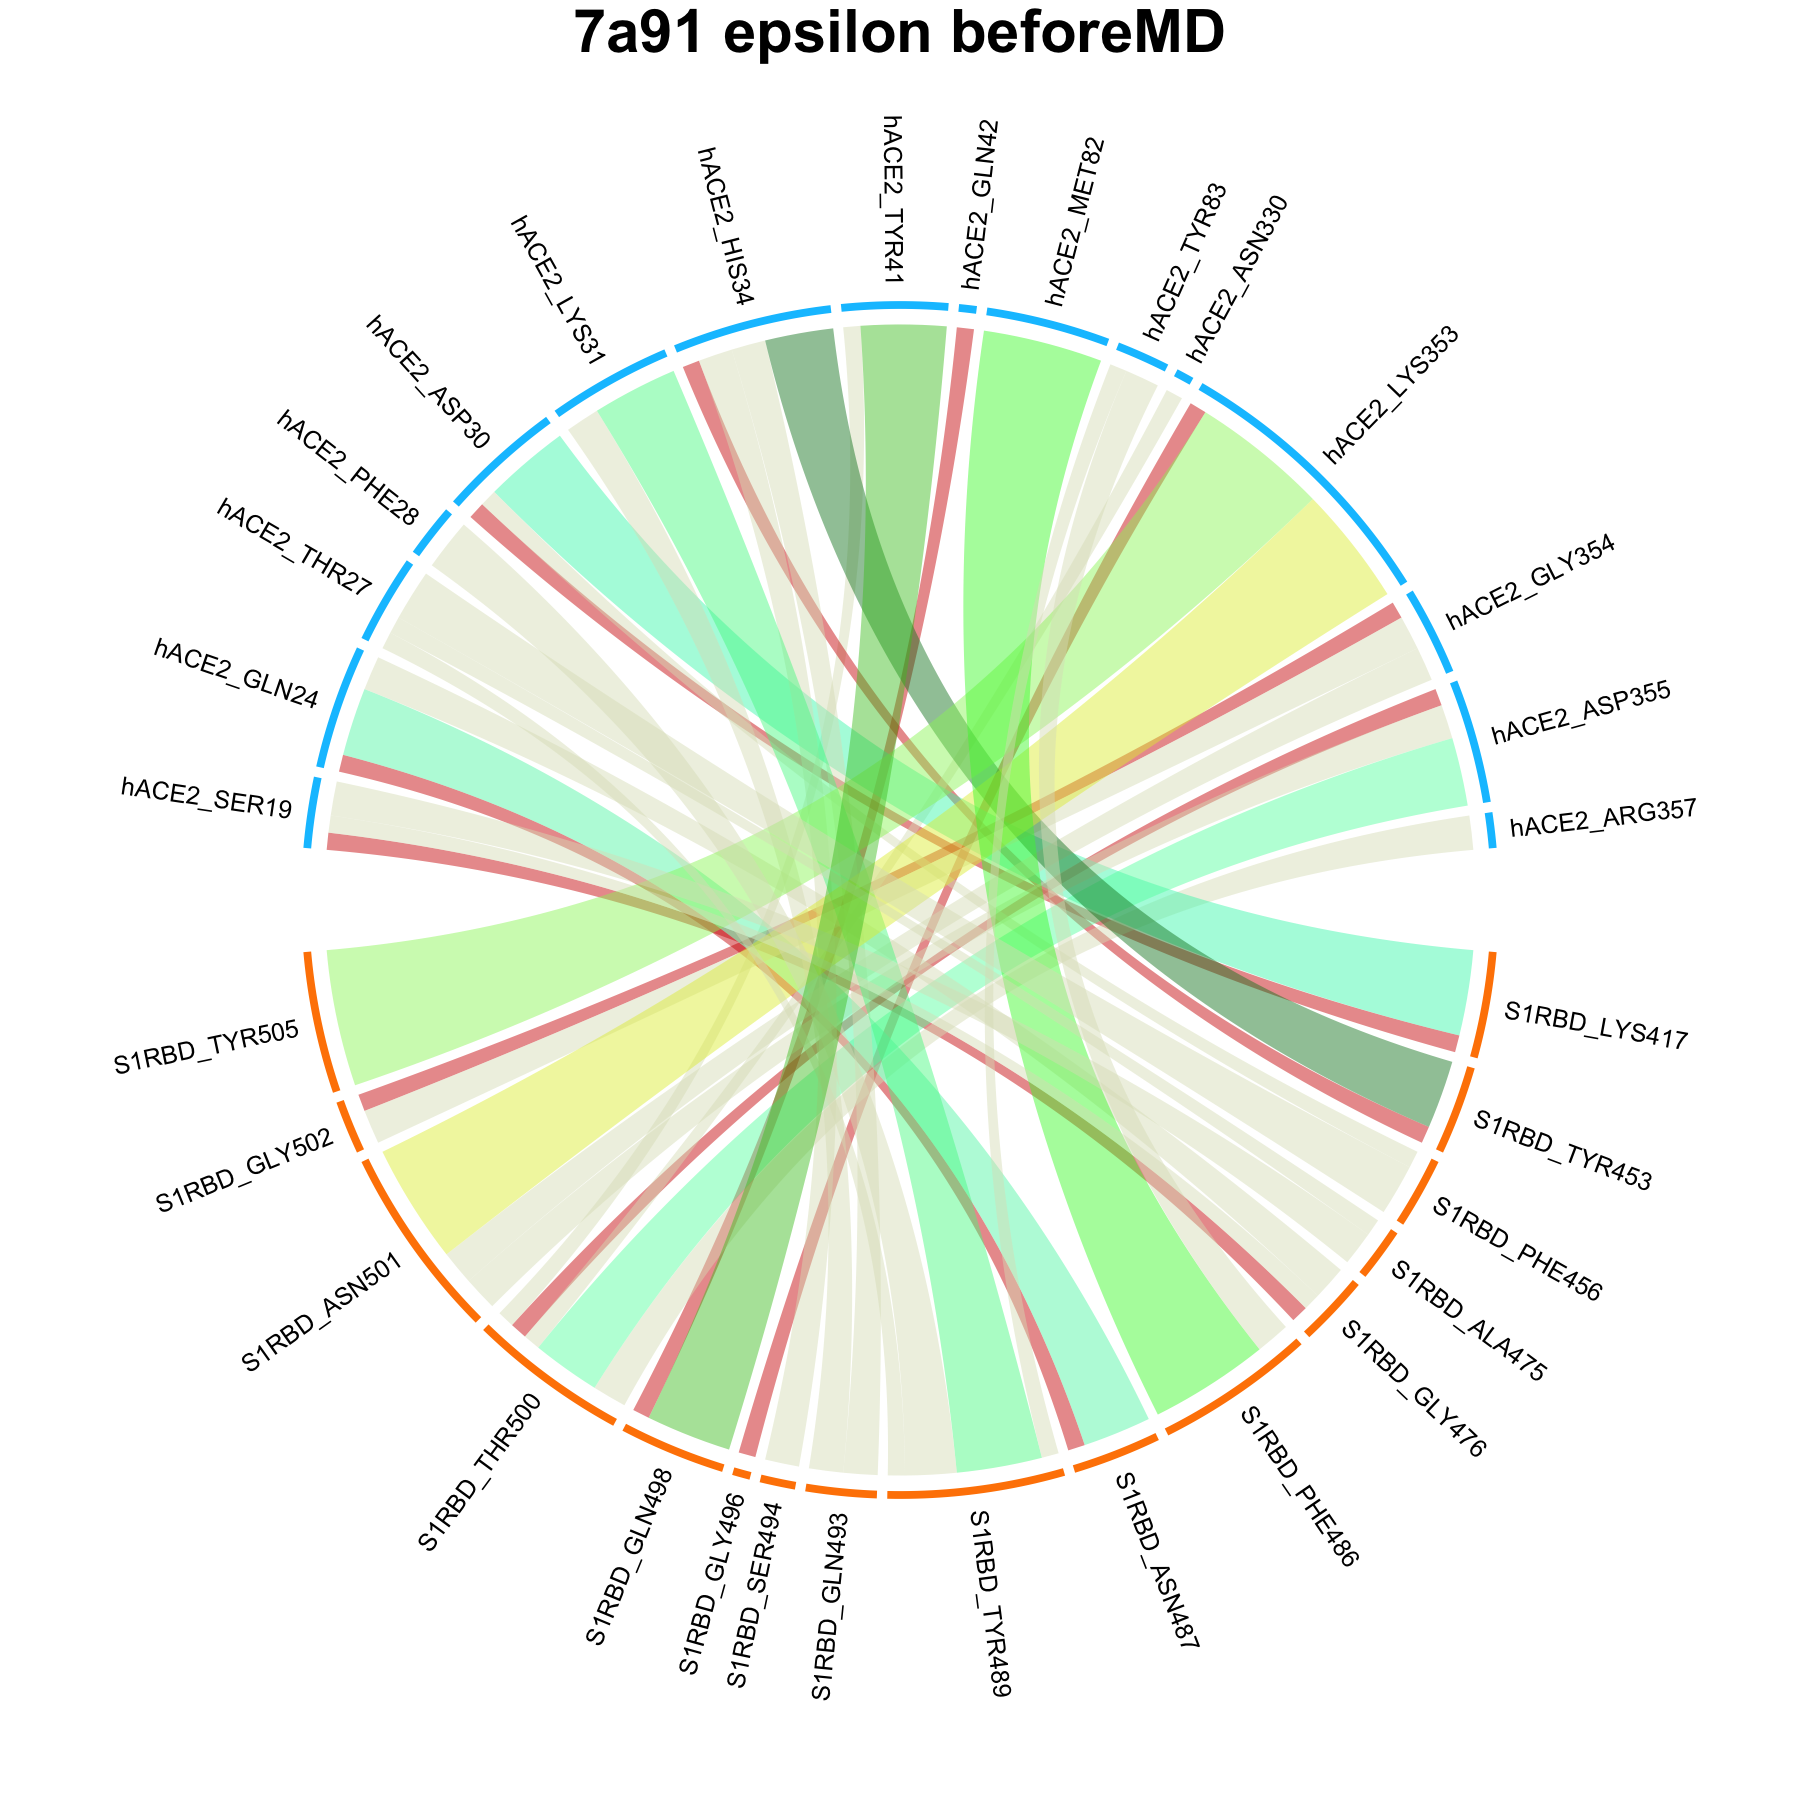 7a91 epsilon beforeMD
hACE2_SER19
hACE2_GLN24
hACE2_THR27
hACE2_PHE28
hACE2_ASP30
hACE2_LYS31
hACE2_HIS34
hACE2_TYR41
hACE2_GLN42
hACE2_MET82
hACE2_TYR83
hACE2_ASN330
hACE2_LYS353
hACE2_GLY354
hACE2_ASP355
hACE2_ARG357
S1RBD_LYS417
S1RBD_TYR453
S1RBD_PHE456
S1RBD_ALA475
S1RBD_GLY476
S1RBD_PHE486
S1RBD_ASN487
S1RBD_TYR489
S1RBD_GLN493
S1RBD_SER494
S1RBD_GLY496
S1RBD_GLN498
S1RBD_THR500
S1RBD_ASN501
S1RBD_GLY502
S1RBD_TYR505